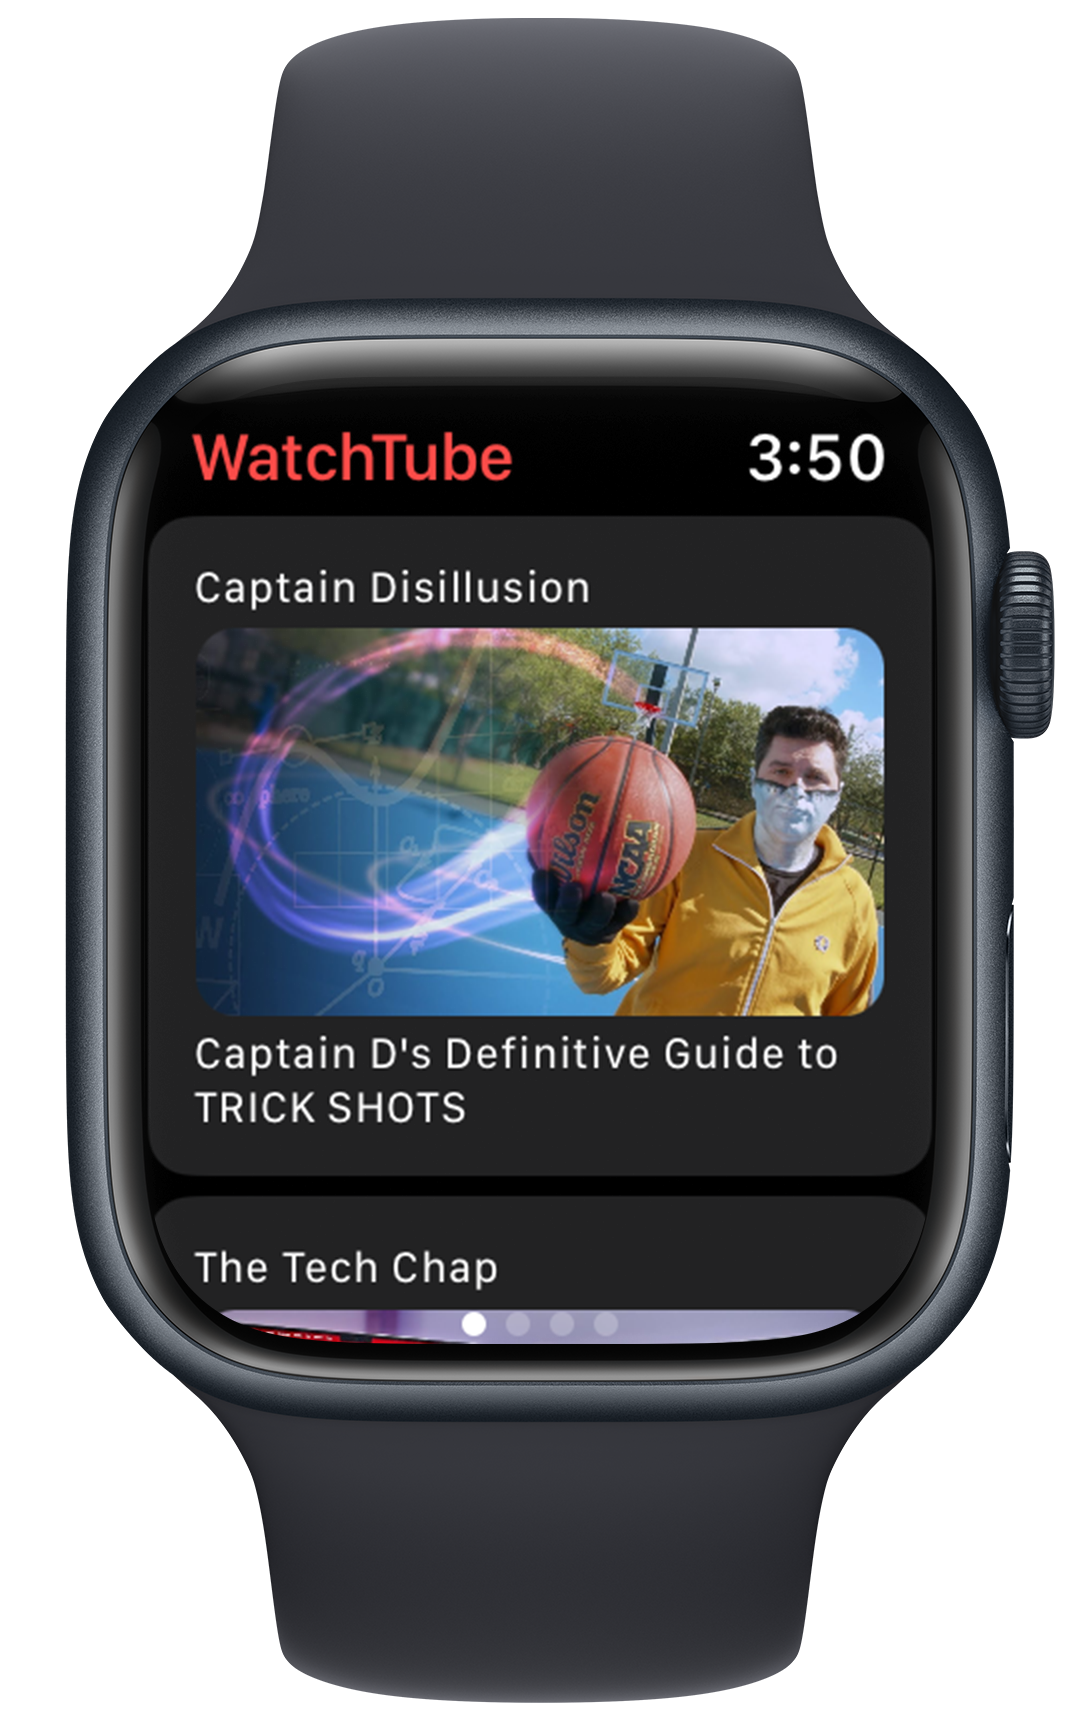 WatchTube
3:50
Captain Disillusion
Wilson
NCAA
Captain D's Definitive Guide to
TRICK SHOTS
The Tech Chap